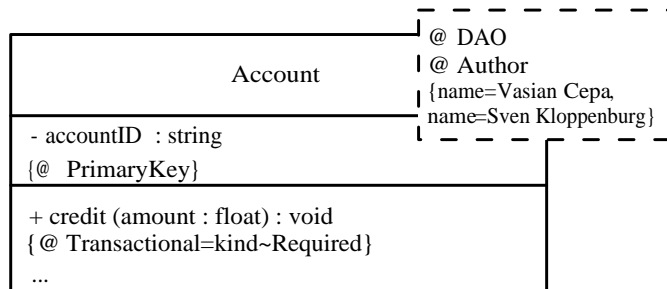 @ DAO
@ Author
{name=Vasian Cepa,
name=Sven Kloppenburg}
Account
- accountID : string
{@ PrimaryKey}
+ credit (amount : float) : void
{@ Transactional=kind~Required}
...